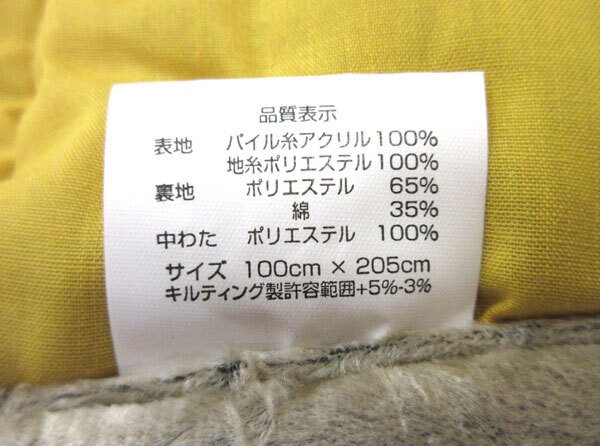 品質表示
表地 パイル糸アクリル100%
地糸ポリエステル100%
裏地 ポリエステル 65%
綿 35%
中わた ポリエステル 100%
サイズ 100cm × 205cm
キルティング製許容範囲+5%-3%